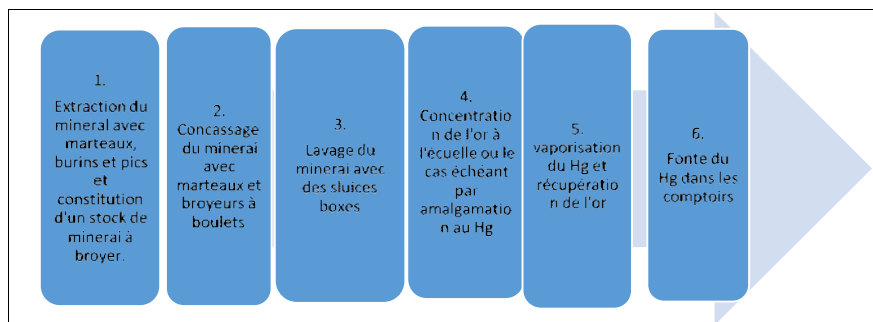 1.
Extraction du
mineral avec
marteaux,
burins et pics
et
constitution
d'un stock de
minerai à
broyer.
2.
Concassage
du minerai
avec
marteaux et
broyeurs à
boulets
3.
Lavage du
minerai avec
des sluices
boxes
4.
Concentratio
n de l'or à
l'écuelle ou le
cas échéant
par
amalgamatio
n au Hg
5.
vaporisation
du Hg et
récupératio
n de l'or
6.
Fonte du
Hg dans les
comptoirs